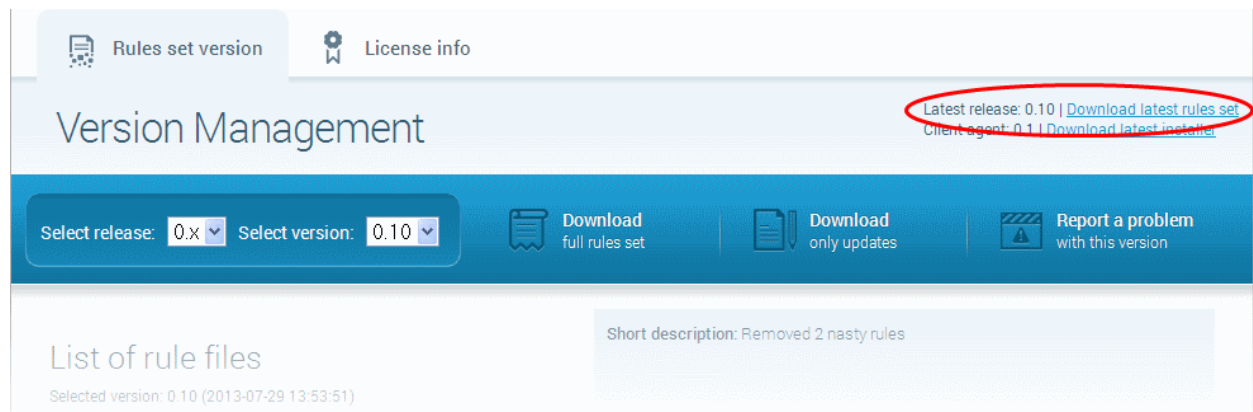 Rules set version
License info
Version Management
Latest release: 0.10 | Download latest rules set
Client agent: 0.1 | Download latest installer
Select release: 0.x Select version: 0.10
Download
full rules set
Download
only updates
Report a problem
with this version
List of rule files
Selected version: 0.10 (2013-07-29 13:53:51)
Short description: Removed 2 nasty rules